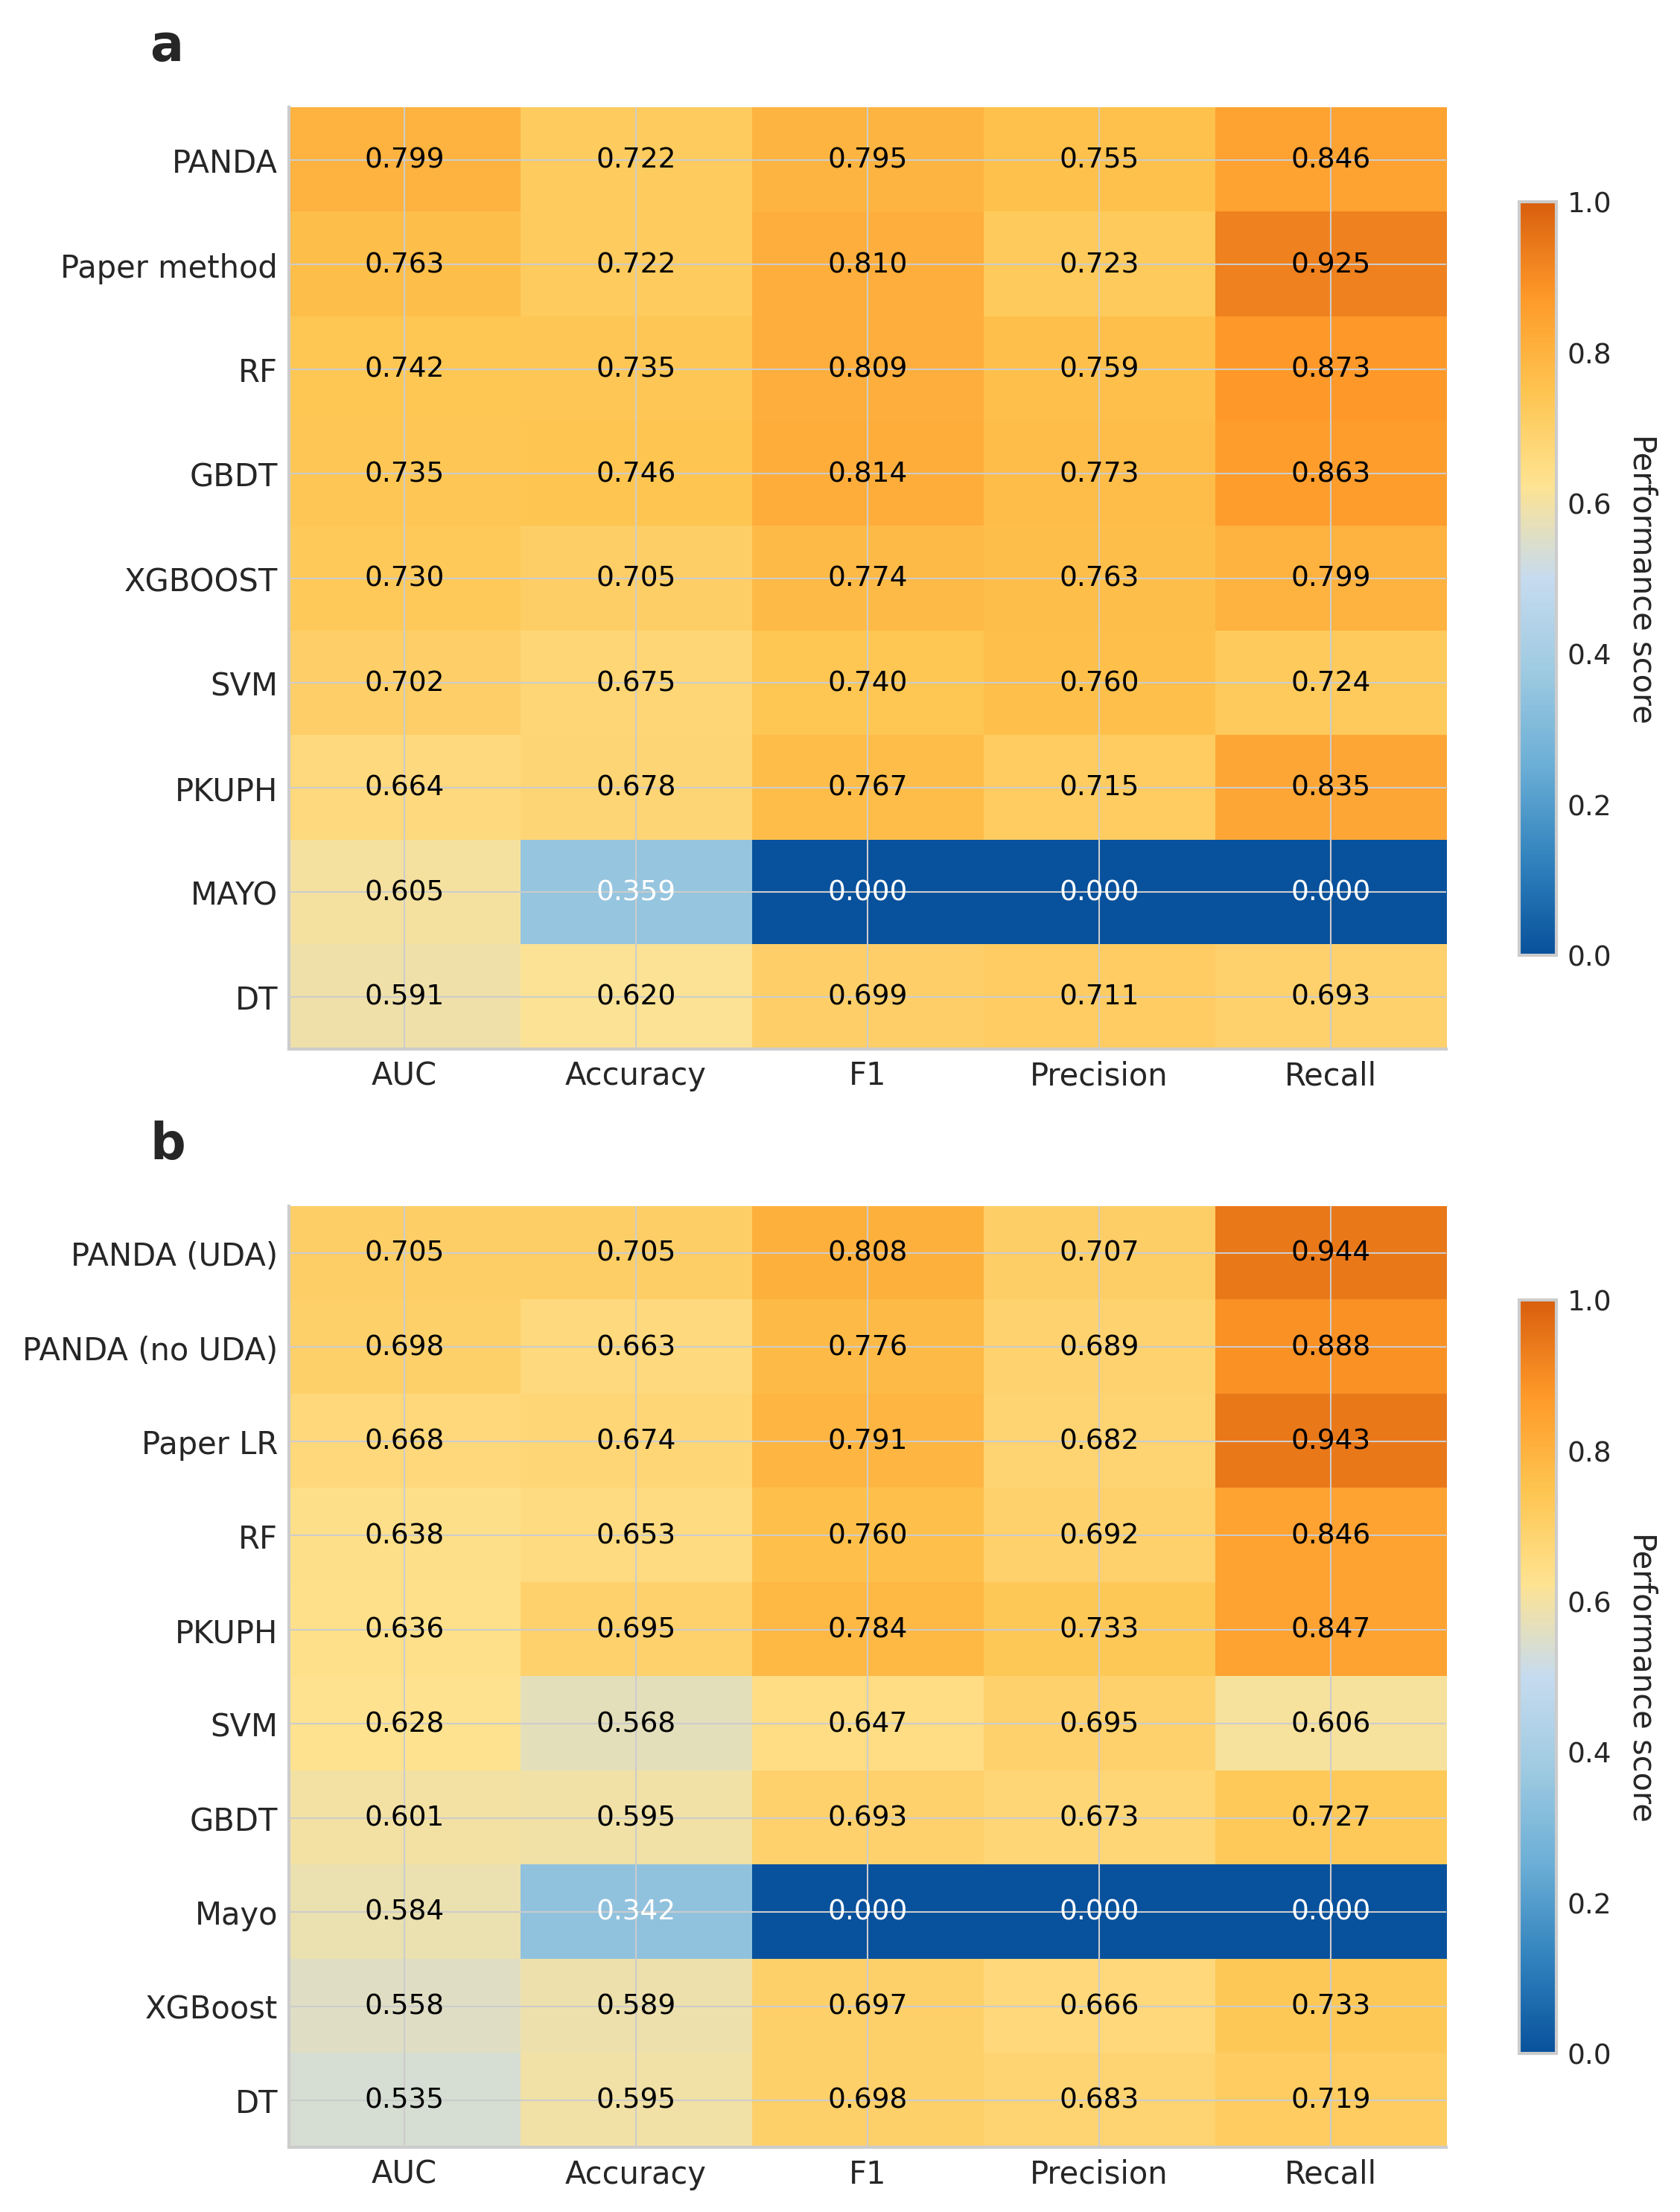 a
PANDA 0.799 0.722 0.795 0.755 0.846
Paper method 0.763 0.722 0.810 0.723 0.925
RF 0.742 0.735 0.809 0.759 0.873
GBDT 0.735 0.746 0.814 0.773 0.863
XGBOOST 0.730 0.705 0.774 0.763 0.799
SVM 0.702 0.675 0.740 0.760 0.724
PKUPH 0.664 0.678 0.767 0.715 0.835
MAYO 0.605 0.359 0.000 0.000 0.000
DT 0.591 0.620 0.699 0.711 0.693
AUC Accuracy F1 Precision Recall
1.0
0.8
0.6
0.4
0.2
0.0
Performance score
b
PANDA (UDA) 0.705 0.705 0.808 0.707 0.944
PANDA (no UDA) 0.698 0.663 0.776 0.689 0.888
Paper LR 0.668 0.674 0.791 0.682 0.943
RF 0.638 0.653 0.760 0.692 0.846
PKUPH 0.636 0.695 0.784 0.733 0.847
SVM 0.628 0.568 0.647 0.695 0.606
GBDT 0.601 0.595 0.693 0.673 0.727
Mayo 0.584 0.342 0.000 0.000 0.000
XGBoost 0.558 0.589 0.697 0.666 0.733
DT 0.535 0.595 0.698 0.683 0.719
AUC Accuracy F1 Precision Recall
1.0
0.8
0.6
0.4
0.2
0.0
Performance score